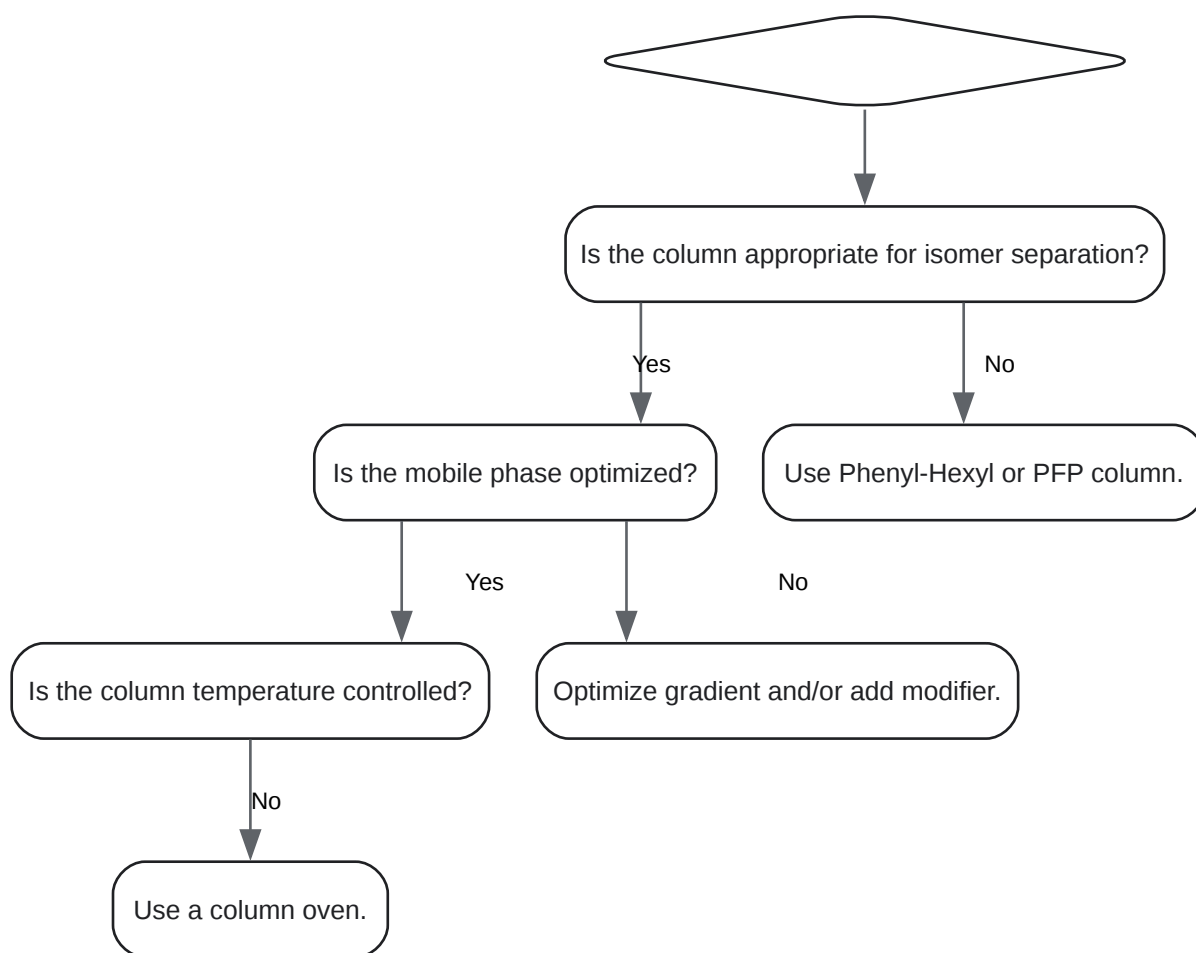 Is the column appropriate for isomer separation?
Yes
No
Is the mobile phase optimized?
Use Phenyl-Hexyl or PFP column.
Yes
No
Is the column temperature controlled?
Optimize gradient and/or add modifier.
No
Use a column oven.